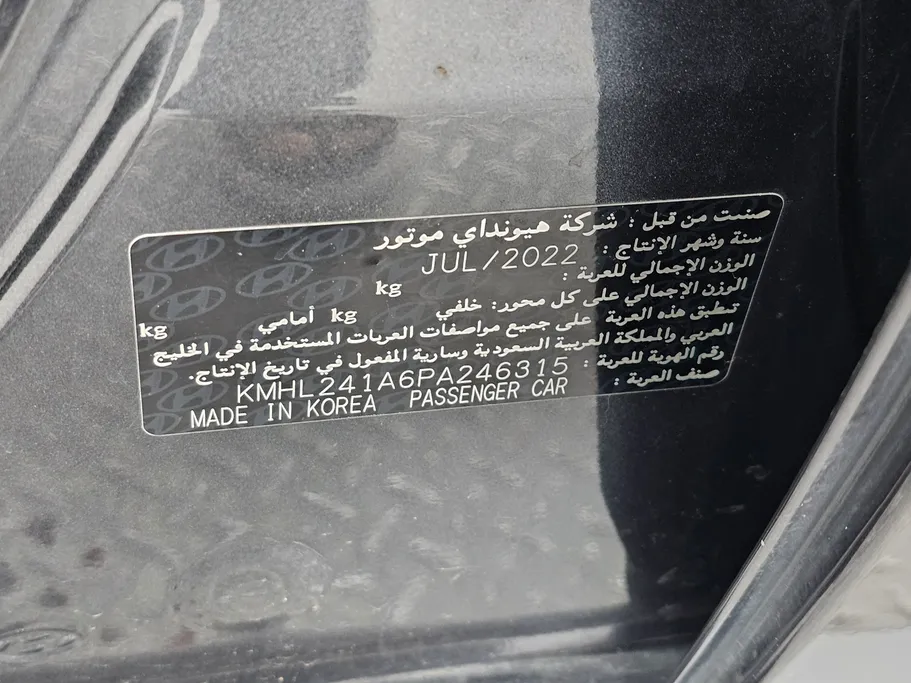 صنعت من قبل : شركة هيونداي موتور
سنة وشهر الإنتاج : JUL/2022
الوزن الإجمالي للعربة : kg
الوزن الإجمالي على كل محور: خلفي kg أمامي kg
تنطبق هذه العربة على جميع مواصفات العربات المستخدمة في الخليج
العربي والمملكة العربية السعودية وسارية المفعول في تاريخ الإنتاج.
رقم الهوية للعربة : KMHL241A6PA246315
صنف العربة : PASSENGER CAR MADE IN KOREA